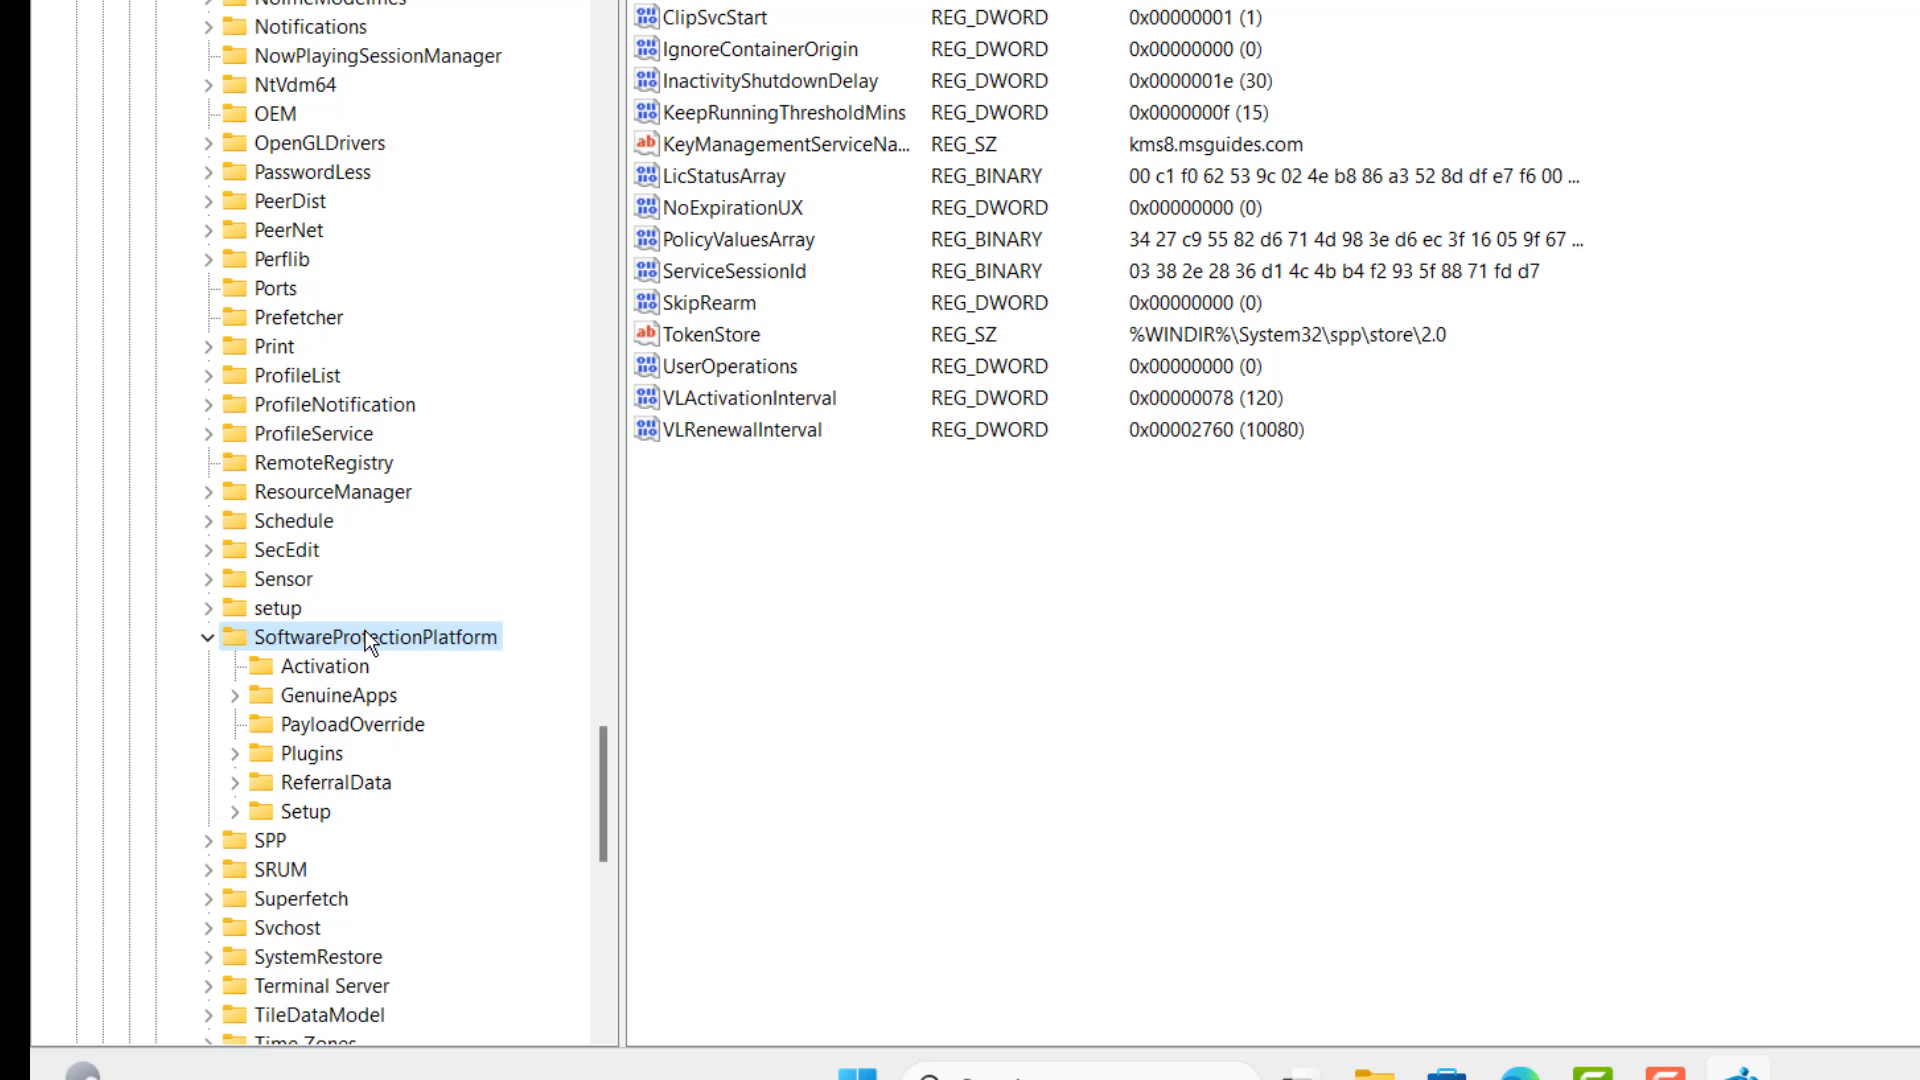 NolmeModelmes
Notifications
NowPlayingSessionManager
NtVdm64
OEM
OpenGLDrivers
PasswordLess
PeerDist
PeerNet
Perflib
Ports
Prefetcher
Print
ProfileList
ProfileNotification
ProfileService
RemoteRegistry
ResourceManager
Schedule
SecEdit
Sensor
setup
SoftwareProtectionPlatform
Activation
GenuineApps
PayloadOverride
Plugins
ReferralData
Setup
SPP
SRUM
Superfetch
Svchost
SystemRestore
Terminal Server
TileDataModel
Time Zones
ClipSvcStart REG_DWORD 0x00000001 (1)
IgnoreContainerOrigin REG_DWORD 0x00000000 (0)
InactivityShutdownDelay REG_DWORD 0x0000001e (30)
KeepRunningThresholdMins REG_DWORD 0x0000000f (15)
KeyManagementServiceNa... REG_SZ kms8.msguides.com
LicStatusArray REG_BINARY 00 c1 f0 62 53 9c 02 4e b8 86 a3 52 8d df e7 f6 00 ...
NoExpirationUX REG_DWORD 0x00000000 (0)
PolicyValuesArray REG_BINARY 34 27 c9 55 82 d6 71 4d 98 3e d6 ec 3f 16 05 9f 67 ...
ServiceSessionId REG_BINARY 03 38 2e 28 36 d1 4c 4b b4 f2 93 5f 88 71 fd d7
SkipRearm REG_DWORD 0x00000000 (0)
TokenStore REG_SZ %WINDIR%\System32\spp\store\2.0
UserOperations REG_DWORD 0x00000000 (0)
VLActivationInterval REG_DWORD 0x00000078 (120)
VLRenewalInterval REG_DWORD 0x00002760 (10080)